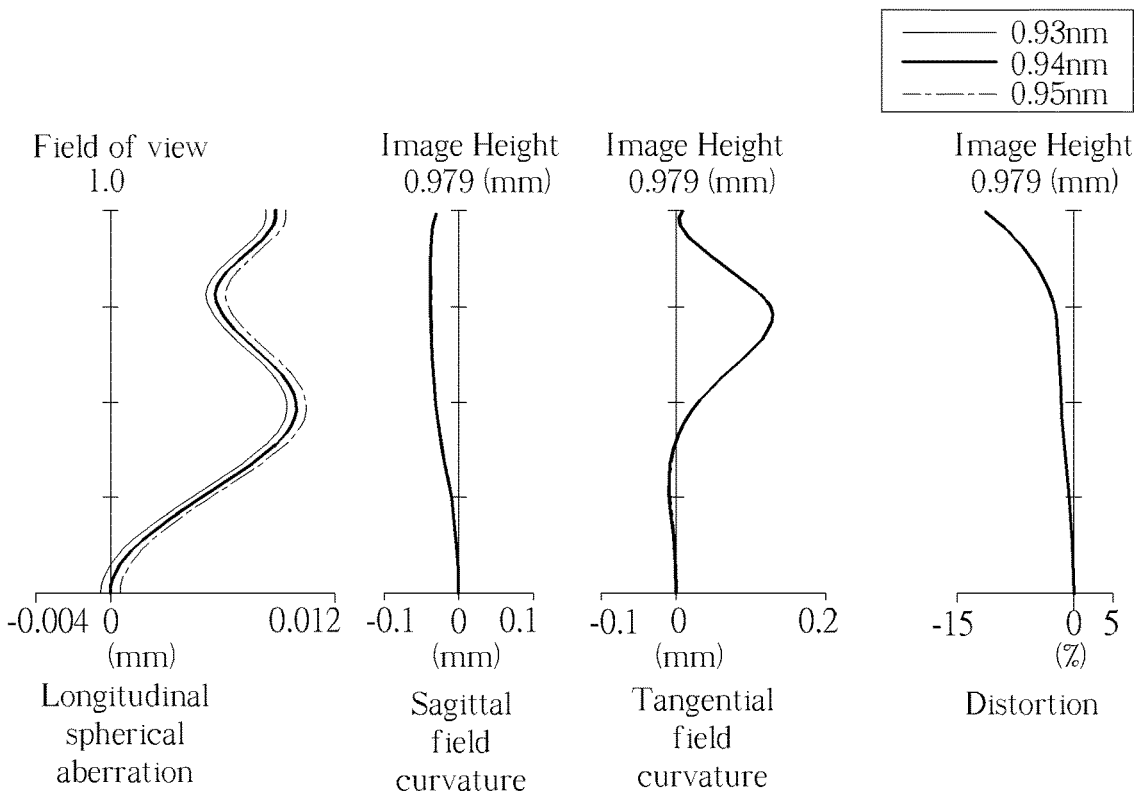 0.93nm
0.94nm
0.95nm
Field of view
1.0
Image Height
0.979 (mm)
Image Height
0.979 (mm)
Image Height
0.979 (mm)
-0.004 0 0.012
(mm)
Longitudinal
spherical
aberration
-0.1 0 0.1
(mm)
Sagittal
field
curvature
-0.1 0 0.2
(mm)
Tangential
field
curvature
-15 0 5
(%)
Distortion